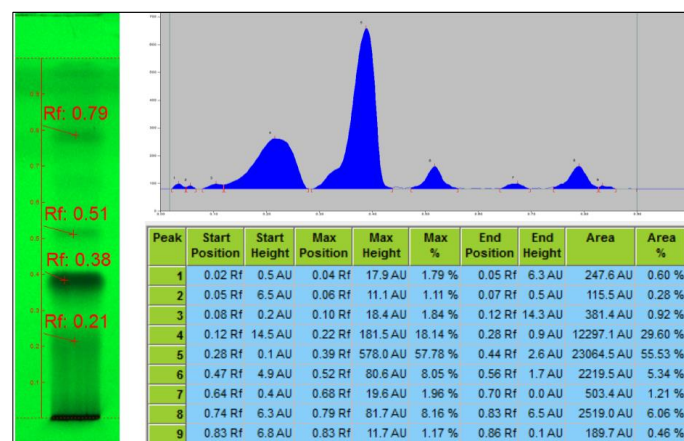 Rf: 0.79
Rf: 0.51
Rf: 0.38
Rf: 0.21
Peak Start Position Start Height Max Position Max Height Max % End Position End Height Area Area %
1 0.02 Rf 0.5 AU 0.04 Rf 17.9 AU 1.79 % 0.05 Rf 6.3 AU 247.6 AU 0.60 %
2 0.05 Rf 6.5 AU 0.06 Rf 11.1 AU 1.11 % 0.07 Rf 0.5 AU 115.5 AU 0.28 %
3 0.08 Rf 0.2 AU 0.10 Rf 18.4 AU 1.84 % 0.12 Rf 14.3 AU 381.4 AU 0.92 %
4 0.12 Rf 14.5 AU 0.22 Rf 181.5 AU 18.14 % 0.28 Rf 0.9 AU 12297.1 AU 29.60 %
5 0.28 Rf 0.1 AU 0.39 Rf 578.0 AU 57.78 % 0.44 Rf 2.6 AU 23064.5 AU 55.53 %
6 0.47 Rf 4.9 AU 0.52 Rf 80.6 AU 8.05 % 0.56 Rf 1.7 AU 2219.5 AU 5.34 %
7 0.64 Rf 0.4 AU 0.68 Rf 19.6 AU 1.96 % 0.70 Rf 0.0 AU 503.4 AU 1.21 %
8 0.74 Rf 6.3 AU 0.79 Rf 81.7 AU 8.16 % 0.83 Rf 6.5 AU 2519.0 AU 6.06 %
9 0.83 Rf 6.8 AU 0.83 Rf 11.7 AU 1.17 % 0.86 Rf 0.1 AU 189.7 AU 0.46 %